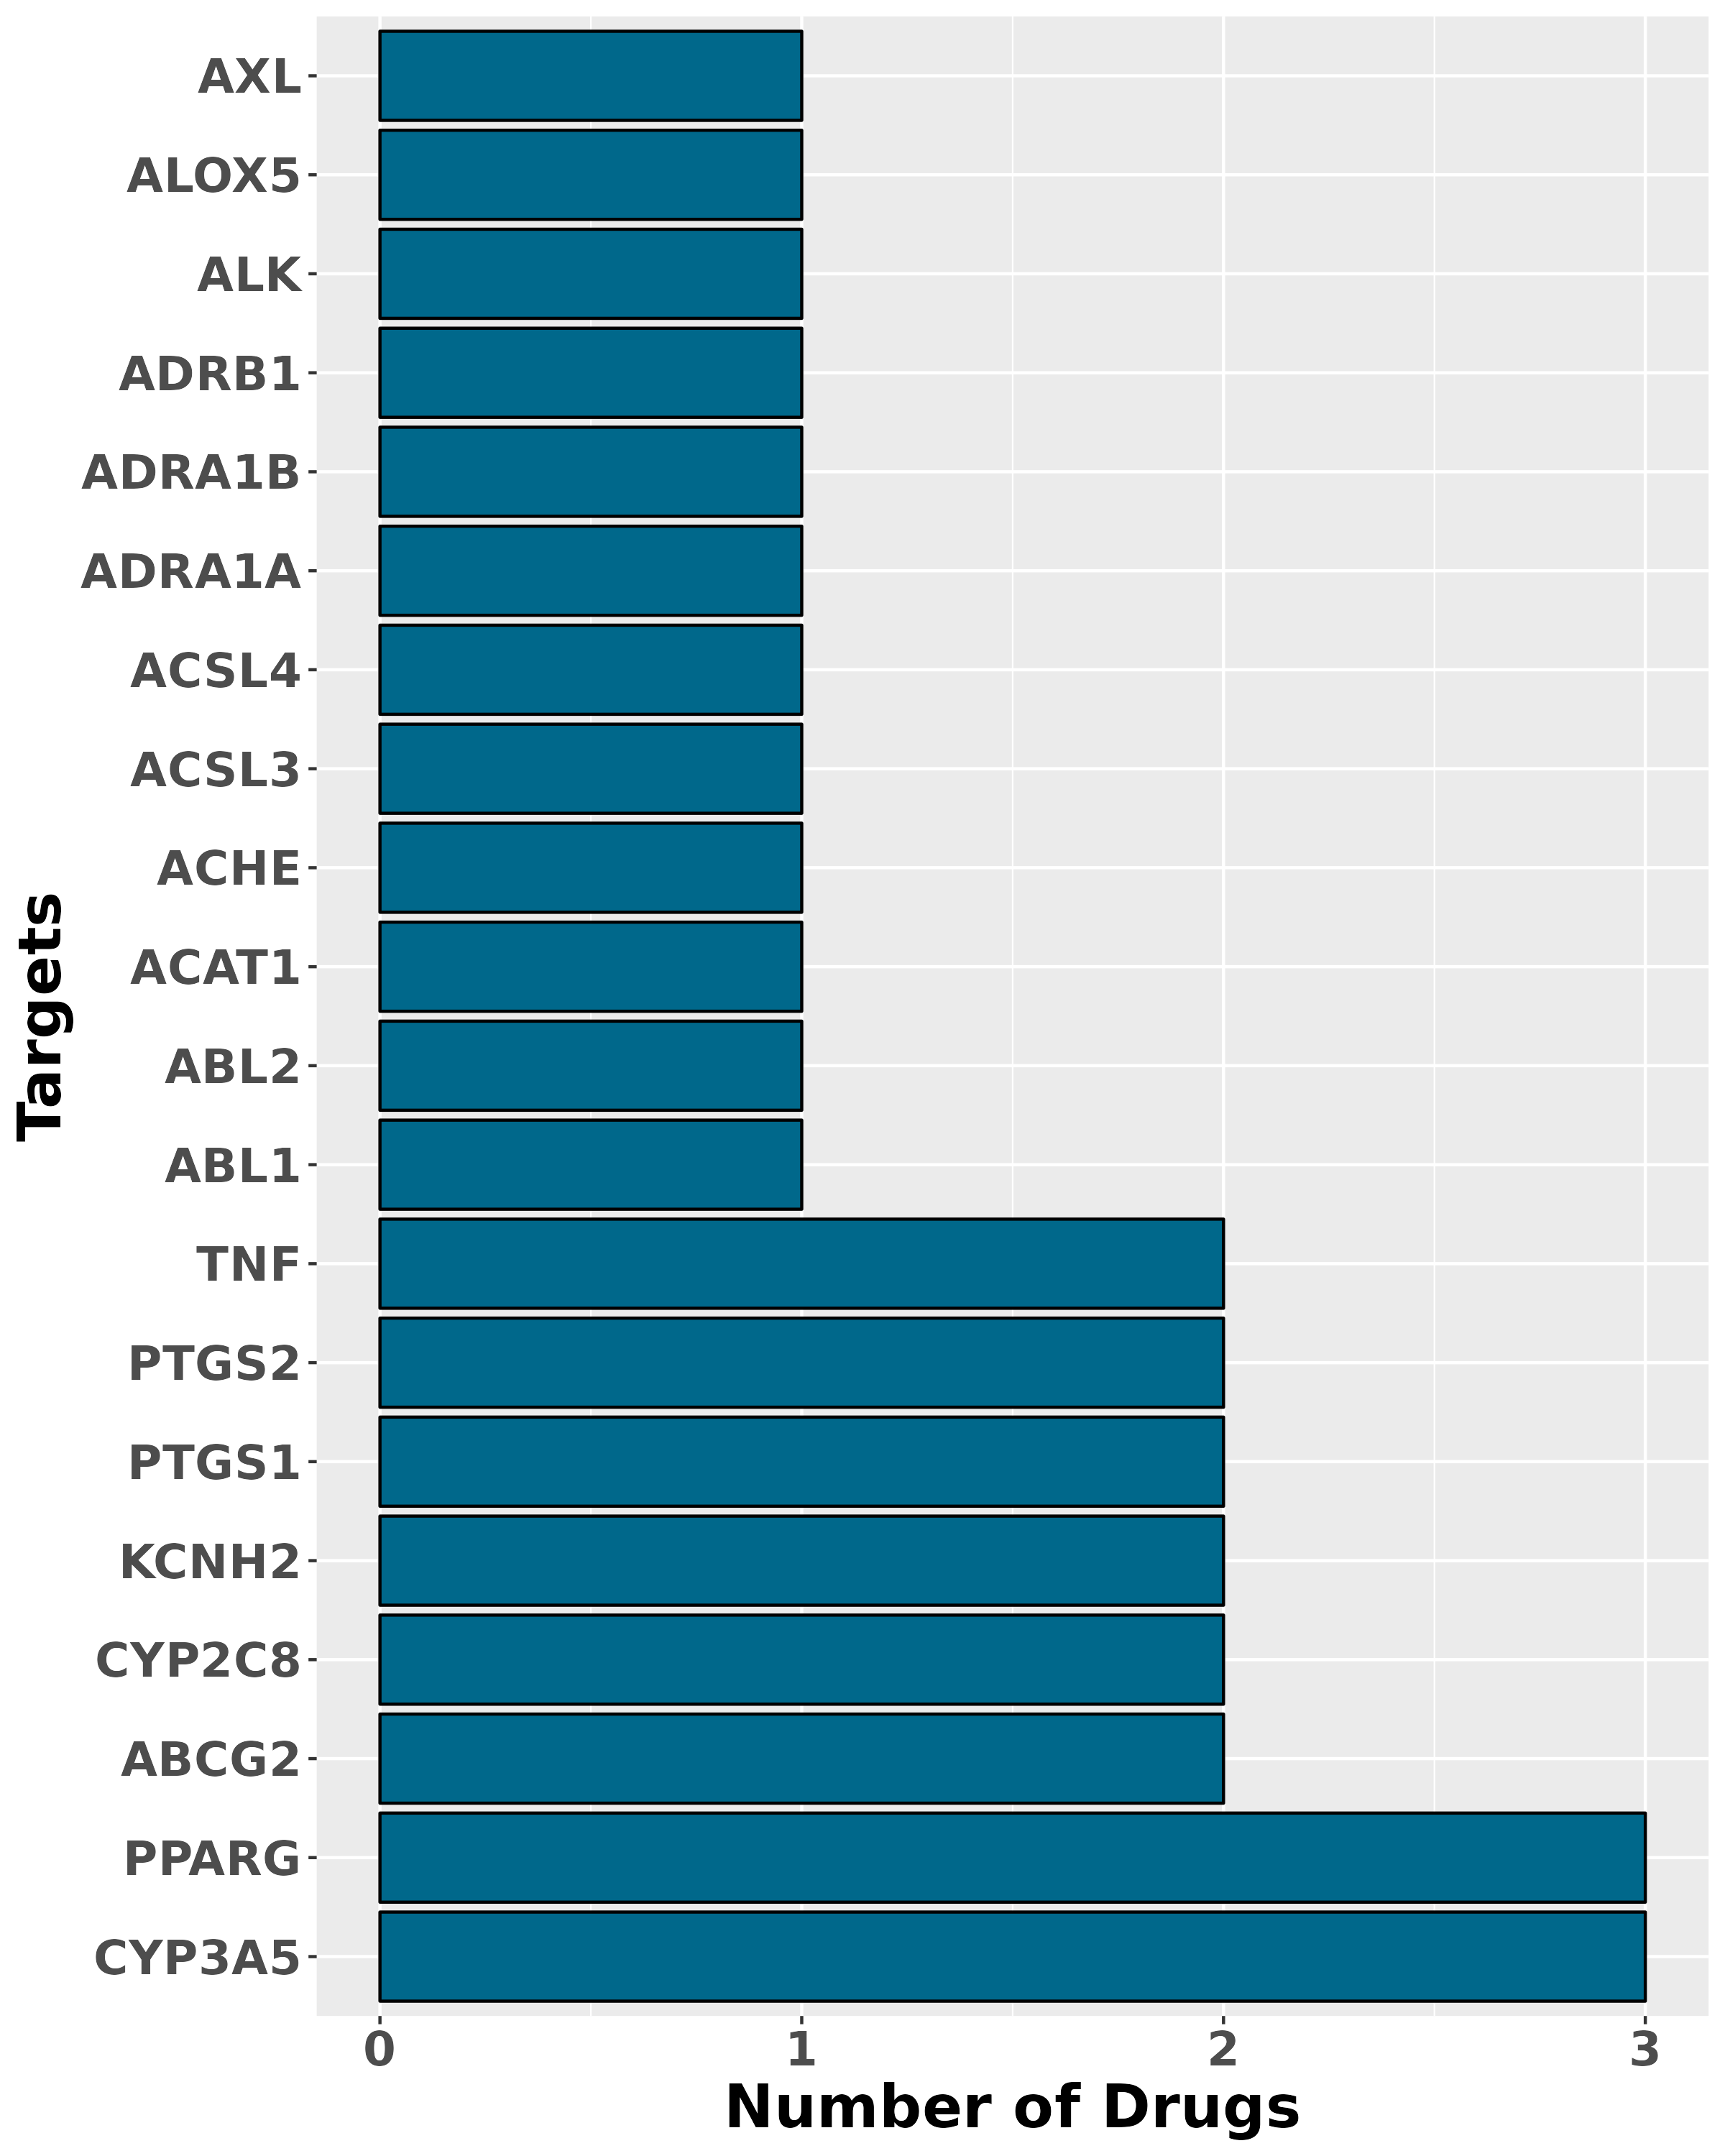 AXL
ALOX5
ALK
ADRB1
ADRA1B
ADRA1A
ACSL4
ACSL3
ACHE
ACAT1
ABL2
ABL1
TNF
PTGS2
PTGS1
KCNH2
CYP2C8
ABCG2
PPARG
CYP3A5
Targets
0 1 2 3
Number of Drugs